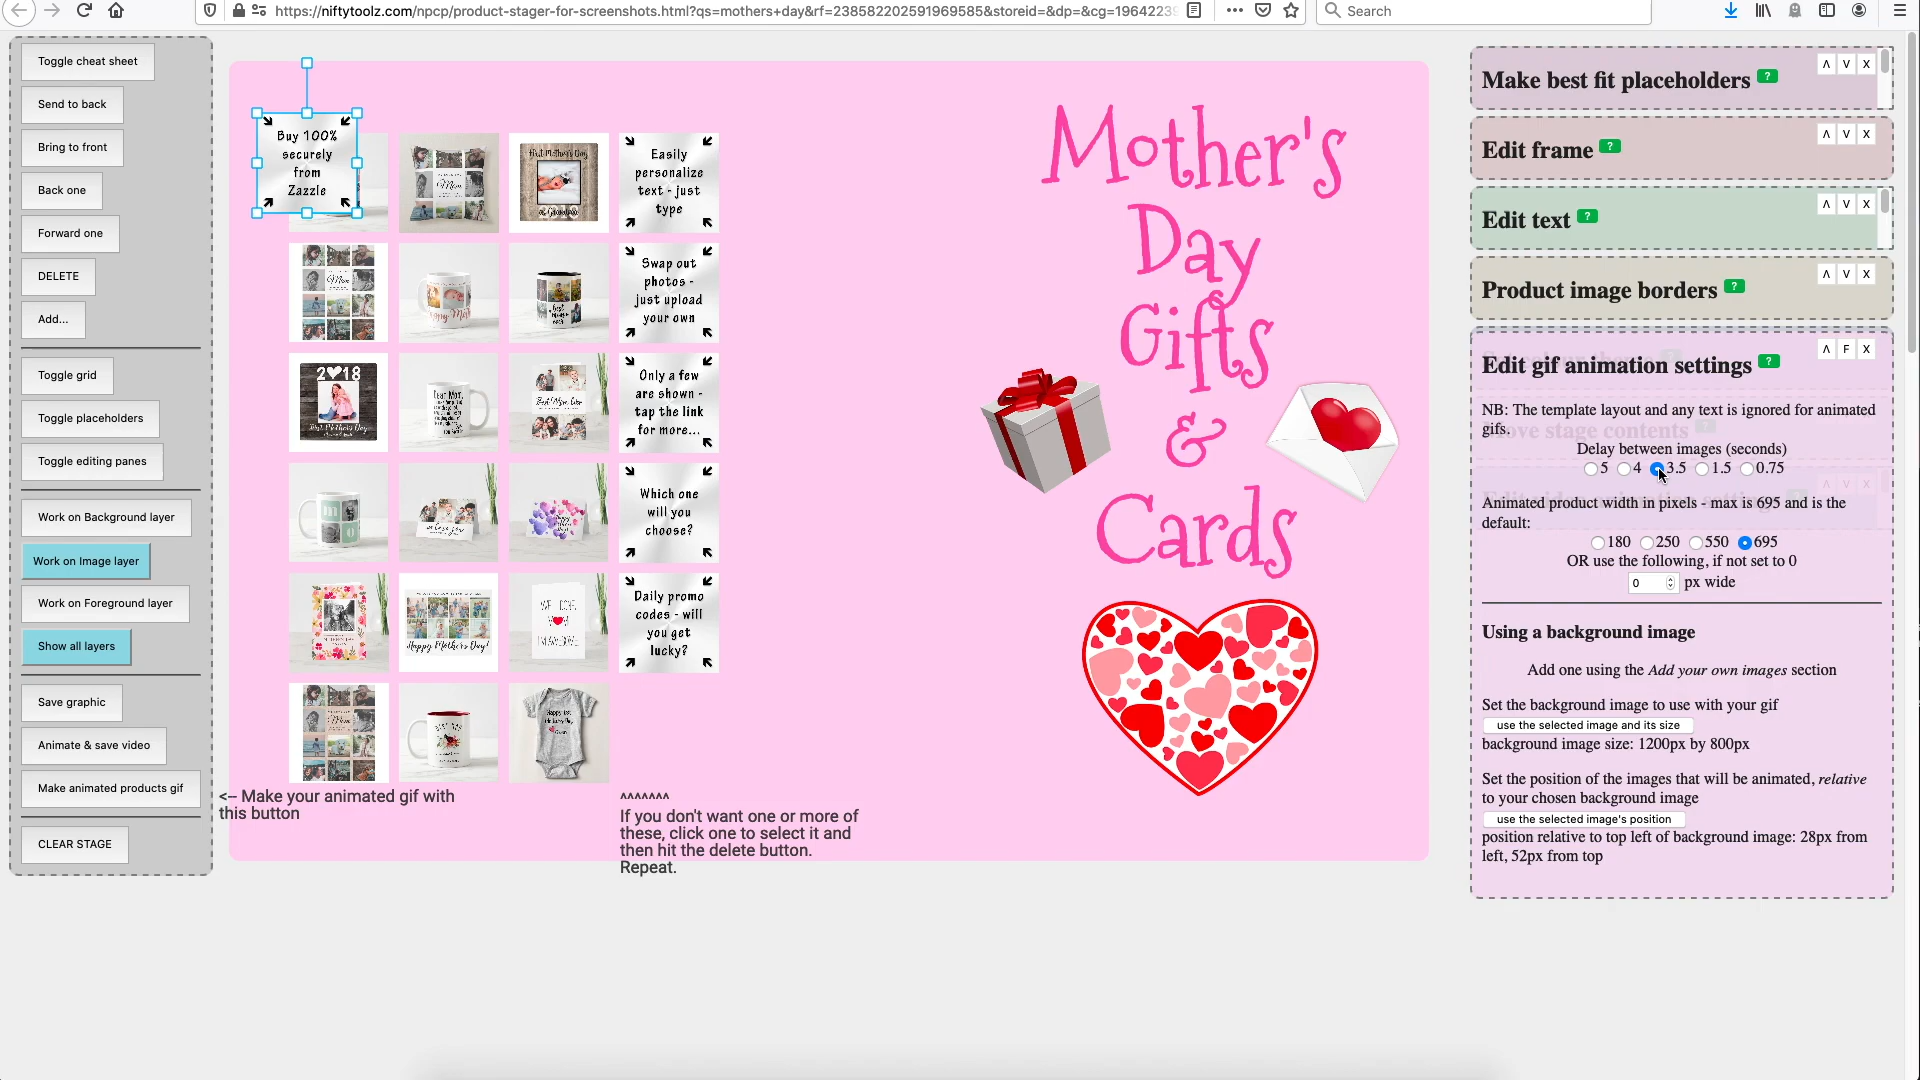 https://niftytoolz.com/npcp/product-stager-for-screenshots.html?qs=mothers+day&rf=238582202591969585&storeid=&dp=&cg=1964223
Search
Toggle cheat sheet
Send to back
Bring to front
Back one
Forward one
DELETE
Add...
Toggle grid
Toggle placeholders
Toggle editing panes
Work on Background layer
Work on Image layer
Work on Foreground layer
Show all layers
Save graphic
Animate & save video
Make animated products gif
CLEAR STAGE
Buy 100%
securely
from
Zazzle
First Mother's Day
as Grandma
Easily
personalize
text - just
type
Swap out
photos -
just upload
your own
2♥18
Only a few
are shown -
tap the link
for more...
Which one
will you
choose?
Happy Mother's Day!
Daily promo
codes - will
you get
lucky?
<-- Make your animated gif with
this button
^^^^^^^
If you don't want one or more of
these, click one to select it and
then hit the delete button.
Repeat.
Mother's
Day
Gifts
&
Cards
Make best fit placeholders ?
Λ V X
Edit frame ?
Λ V X
Edit text ?
Λ V X
Product image borders ?
Λ V X
Edit gif animation settings ?
Λ F X
NB: The template layout and any text is ignored for animated
gifs.
Move stage contents
Delay between images (seconds)
5 4 3.5 1.5 0.75
Animated product width in pixels - max is 695 and is the
default:
180 250 550 695
OR use the following, if not set to 0
0 px wide
Using a background image
Add one using the Add your own images section
Set the background image to use with your gif
use the selected image and its size
background image size: 1200px by 800px
Set the position of the images that will be animated, relative
to your chosen background image
use the selected image's position
position relative to top left of background image: 28px from
left, 52px from top